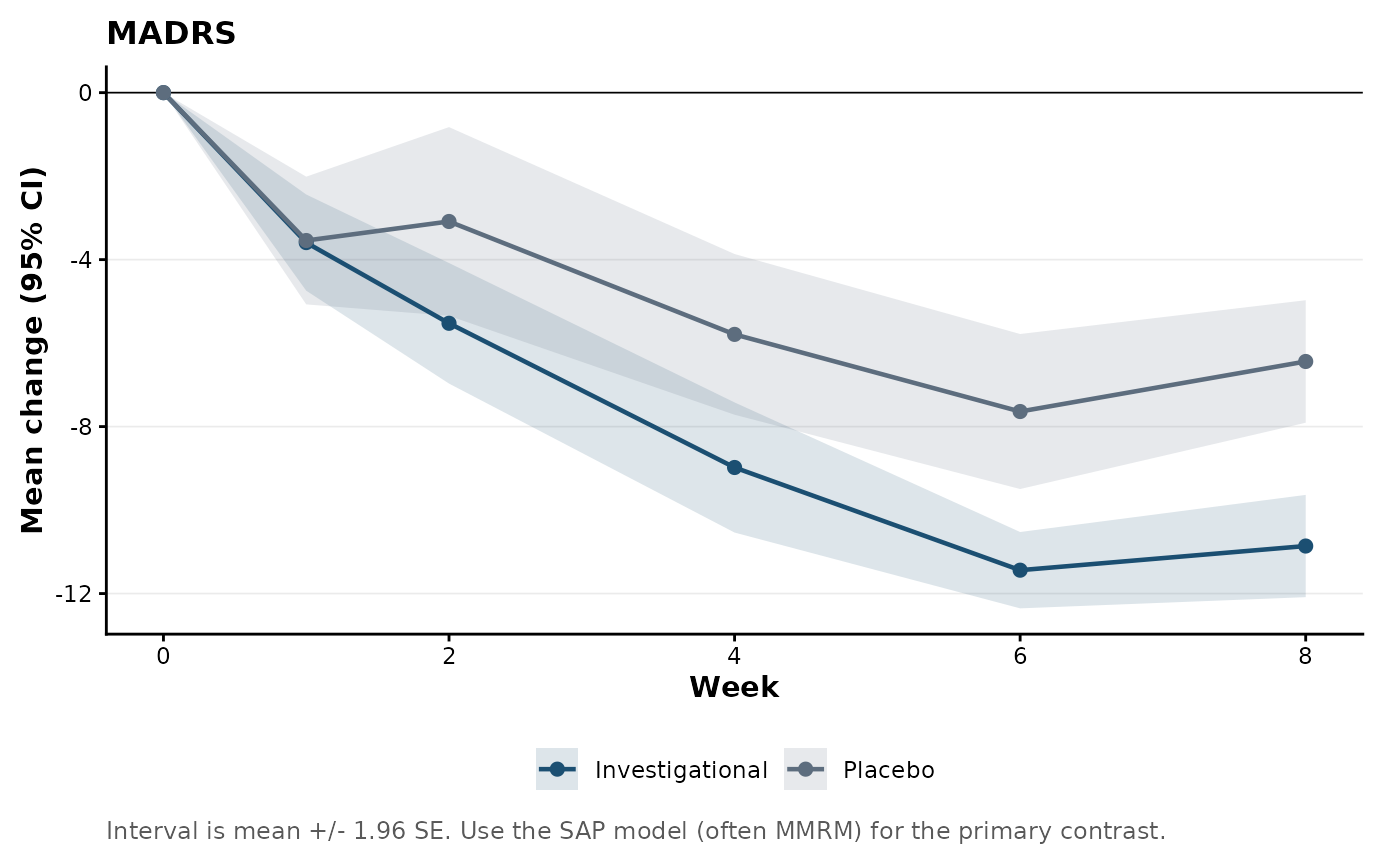 MADRS
Mean change (95% CI)
0
-4
-8
-12
0 2 4 6 8
Week
Investigational Placebo
Interval is mean +/- 1.96 SE. Use the SAP model (often MMRM) for the primary contrast.